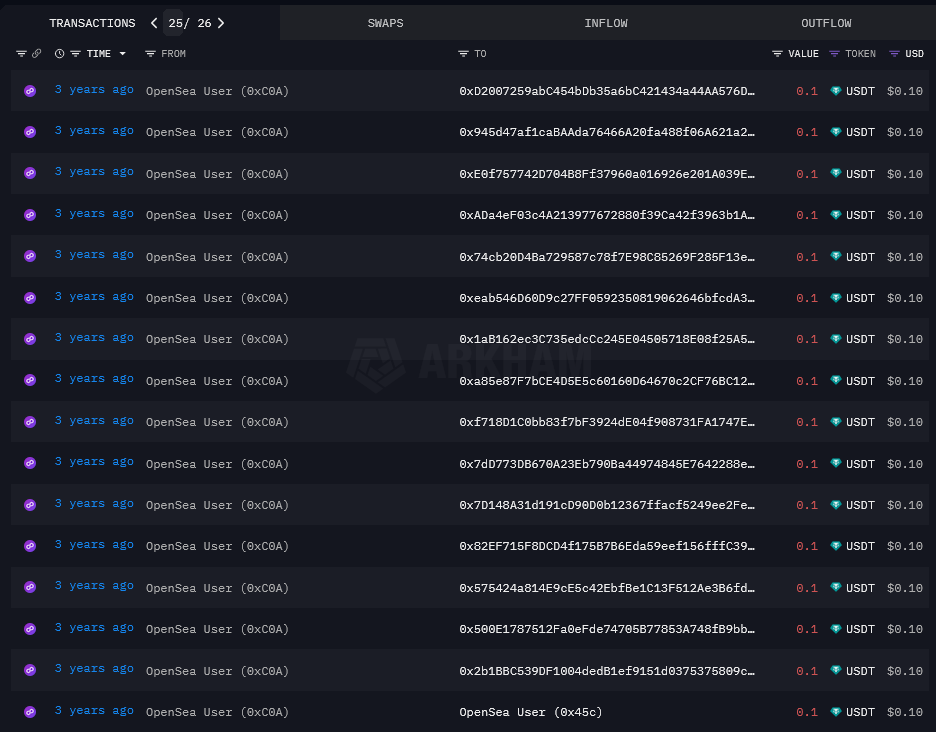 TRANSACTIONS 25 / 26 SWAPS INFLOW OUTFLOW
TIME FROM TO VALUE TOKEN USD
3 years ago OpenSea User (0xC0A) 0xD2007259abC454bDb35a6bC421434a44AA576D… 0.1 USDT $0.10
3 years ago OpenSea User (0xC0A) 0x945d47af1caBAAda76466A20fa488f06A621a2… 0.1 USDT $0.10
3 years ago OpenSea User (0xC0A) 0xE0f757742D704B8Ff37960a016926e201A039E… 0.1 USDT $0.10
3 years ago OpenSea User (0xC0A) 0xADa4eF03c4A213977672880f39Ca42f3963b1A… 0.1 USDT $0.10
3 years ago OpenSea User (0xC0A) 0x74cb20D4Ba729587c78f7E98C85269F285F13e… 0.1 USDT $0.10
3 years ago OpenSea User (0xC0A) 0xeab546D60D9c27FF0592350819062646bfcdA3… 0.1 USDT $0.10
3 years ago OpenSea User (0xC0A) 0x1aB162ec3C735edcCc245E04505718E08f25A5… 0.1 USDT $0.10
ARKHAM
3 years ago OpenSea User (0xC0A) 0xa85e87F7bCE4D5E5c60160D64670c2CF76BC12… 0.1 USDT $0.10
3 years ago OpenSea User (0xC0A) 0xf718D1C0bb83f7bF3924dE04f908731FA1747E… 0.1 USDT $0.10
3 years ago OpenSea User (0xC0A) 0x7dD773DB670A23Eb790Ba44974845E7642288e… 0.1 USDT $0.10
3 years ago OpenSea User (0xC0A) 0x7D148A31d191cD90D0b12367ffacf5249ee2Fe… 0.1 USDT $0.10
3 years ago OpenSea User (0xC0A) 0x82EF715F8DCD4f175B7B6Eda59eef156fffC39… 0.1 USDT $0.10
3 years ago OpenSea User (0xC0A) 0x575424a814E9cE5c42EbfBe1C13F512Ae3B6fd… 0.1 USDT $0.10
3 years ago OpenSea User (0xC0A) 0x500E1787512Fa0eFde74705B77853A748fB9bb… 0.1 USDT $0.10
3 years ago OpenSea User (0xC0A) 0x2b1BBC539DF1004dedB1ef9151d0375375809c… 0.1 USDT $0.10
3 years ago OpenSea User (0xC0A) OpenSea User (0x45c) 0.1 USDT $0.10